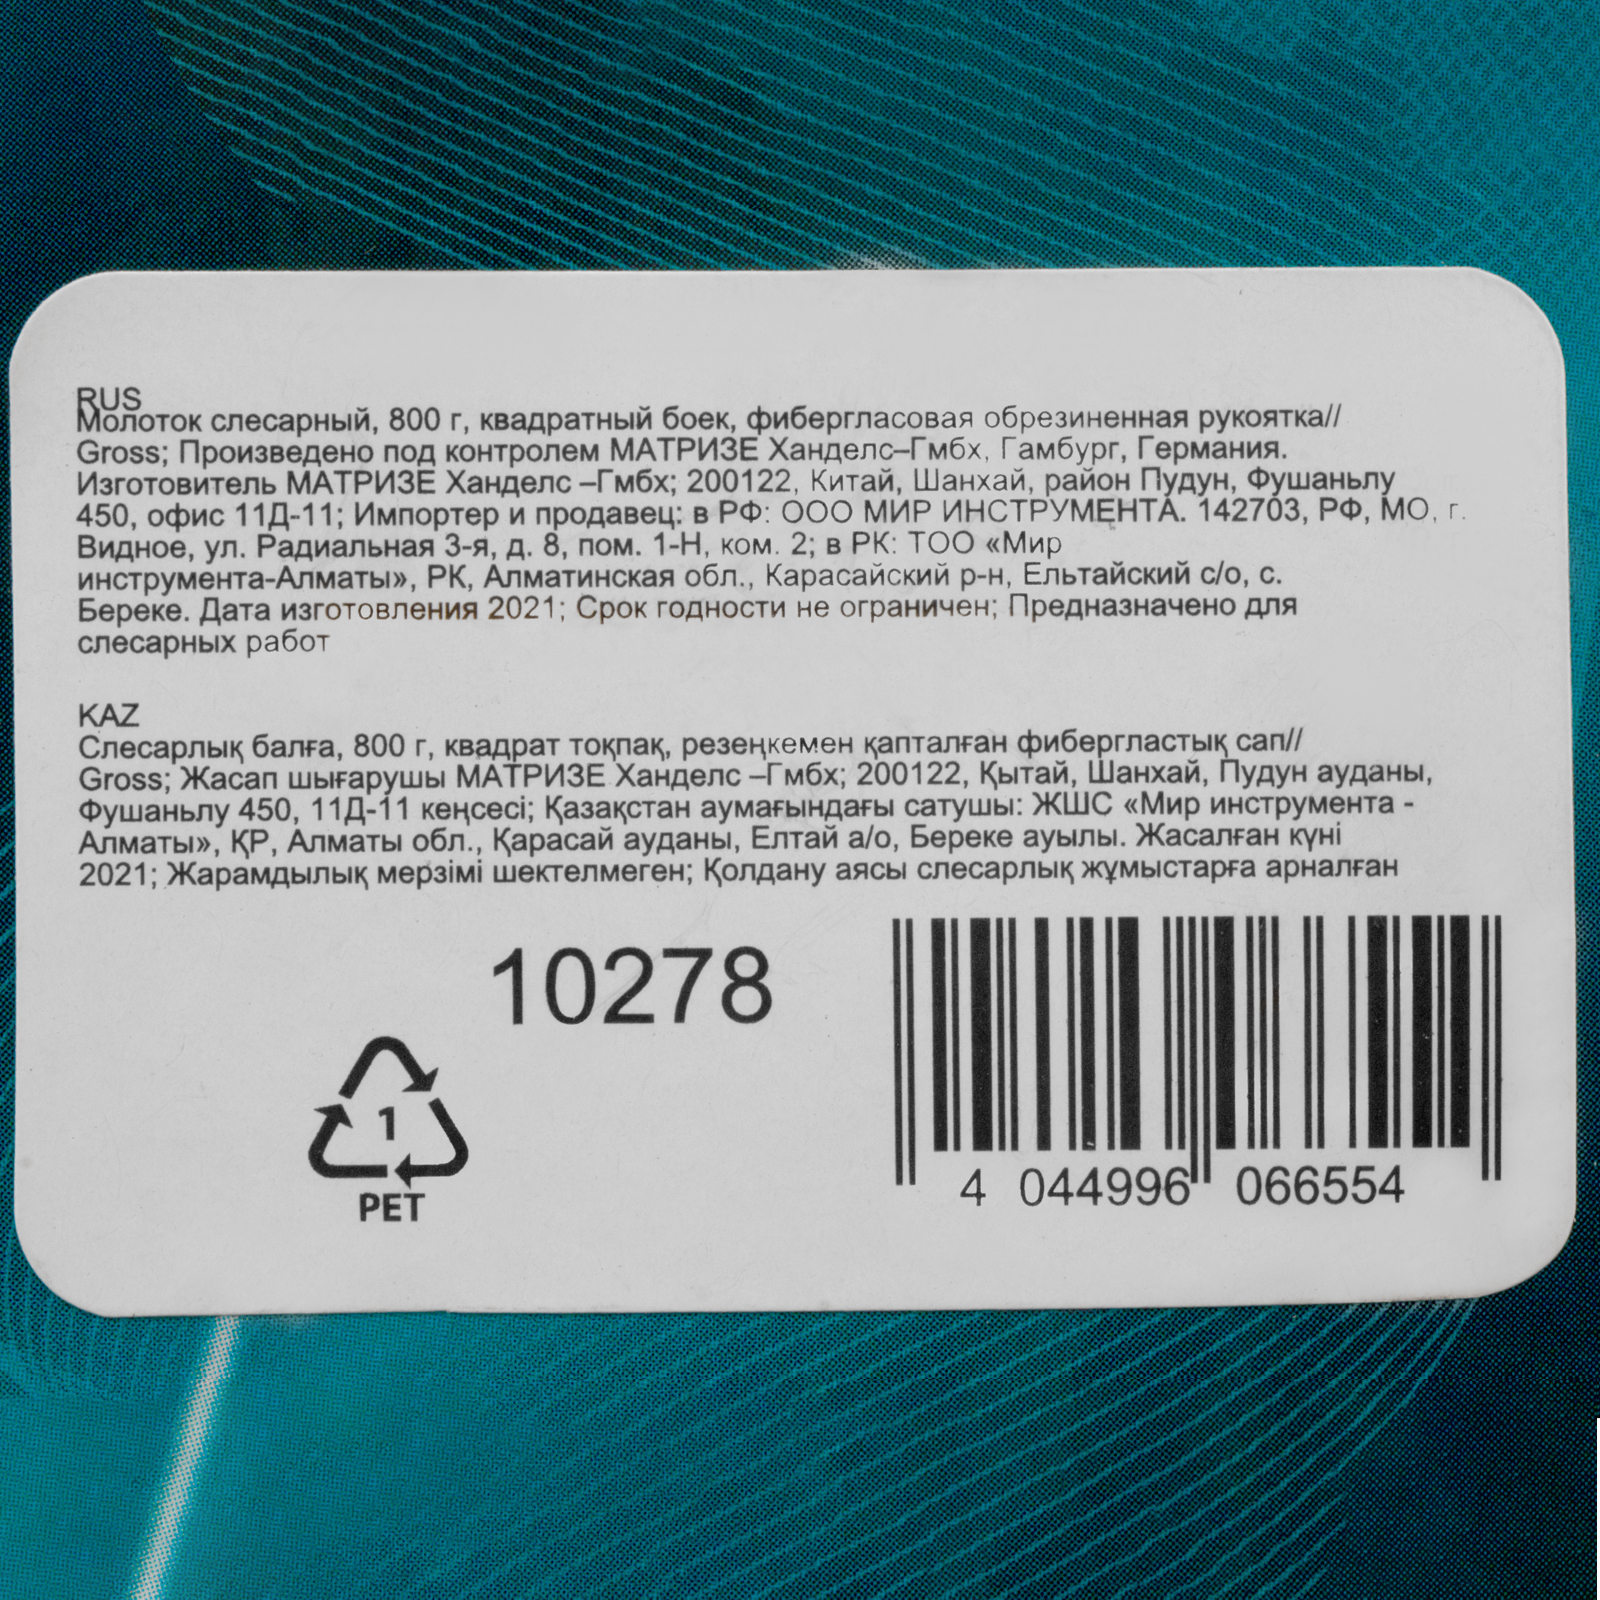 RUS
Молоток слесарный, 800 г, квадратный боек, фибергласовая обрезиненная рукоятка//
Gross; Произведено под контролем МАТРИЗЕ Ханделс–Гмбх, Гамбург, Германия.
Изготовитель МАТРИЗЕ Ханделс –Гмбх; 200122, Китай, Шанхай, район Пудун, Фушаньлу
450, офис 11Д-11; Импортер и продавец: в РФ: ООО МИР ИНСТРУМЕНТА. 142703, РФ, МО, г.
Видное, ул. Радиальная 3-я, д. 8, пом. 1-Н, ком. 2; в РК: ТОО «Мир
инструмента-Алматы», РК, Алматинская обл., Карасайский р-н, Ельтайский с/о, с.
Береке. Дата изготовления 2021; Срок годности не ограничен; Предназначено для
слесарных работ
KAZ
Слесарлық балға, 800 г, квадрат тоқпақ, резеңкемен қапталған фибергластық сап//
Gross; Жасап шығарушы МАТРИЗЕ Ханделс –Гмбх; 200122, Қытай, Шанхай, Пудун ауданы,
Фушаньлу 450, 11Д-11 кеңсесі; Қазақстан аумағындағы сатушы: ЖШС «Мир инструмента -
Алматы», ҚР, Алматы обл., Қарасай ауданы, Елтай а/о, Береке ауылы. Жасалған күні
2021; Жарамдылық мерзімі шектелмеген; Қолдану аясы слесарлық жұмыстарға арналған
10278
1
PET
4 044996 066554